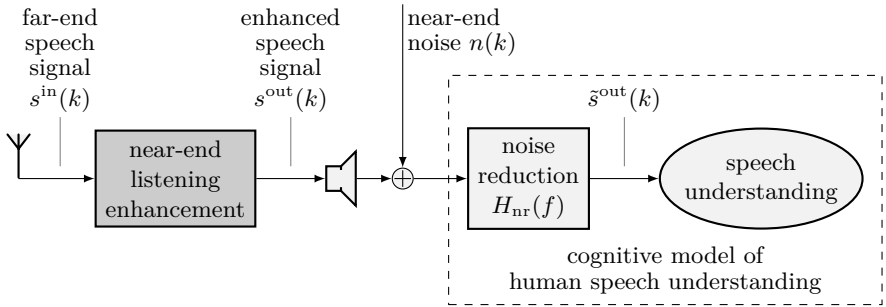 far-end
speech
signal
s^in(k)
enhanced
speech
signal
s^out(k)
near-end
noise n(k)
near-end
listening
enhancement
noise
reduction
H_nr(f)
s̃^out(k)
speech
understanding
cognitive model of
human speech understanding